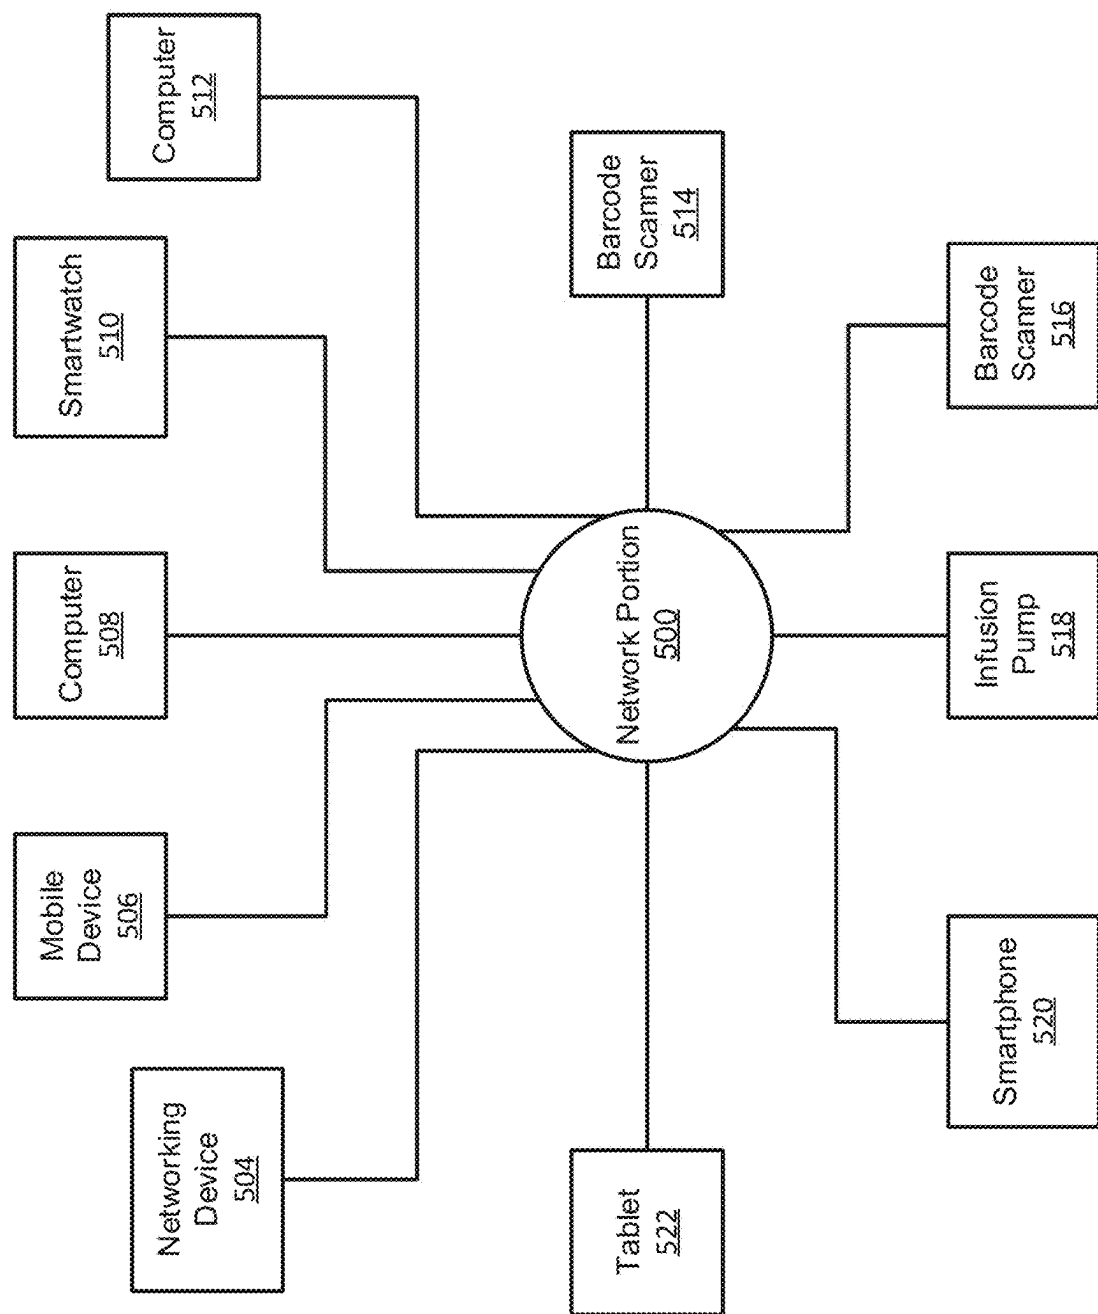 Networking
Device
504
Mobile
Device
506
Computer
508
Smartwatch
510
Computer
512
Tablet
522
Network Portion
500
Barcode
Scanner
514
Smartphone
520
Infusion
Pump
518
Barcode
Scanner
516